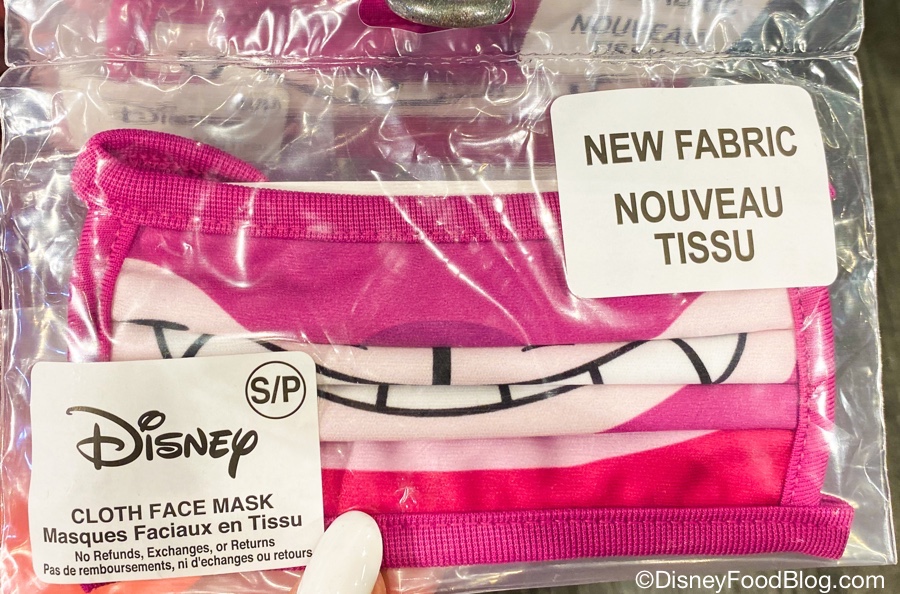 NOUVEAU
NEW FABRIC
NOUVEAU
TISSU
S/P
Disney
CLOTH FACE MASK
Masques Faciaux en Tissu
No Refunds, Exchanges, or Returns
Pas de remboursements, ni d'echanges ou retours
©DisneyFoodBlog.com